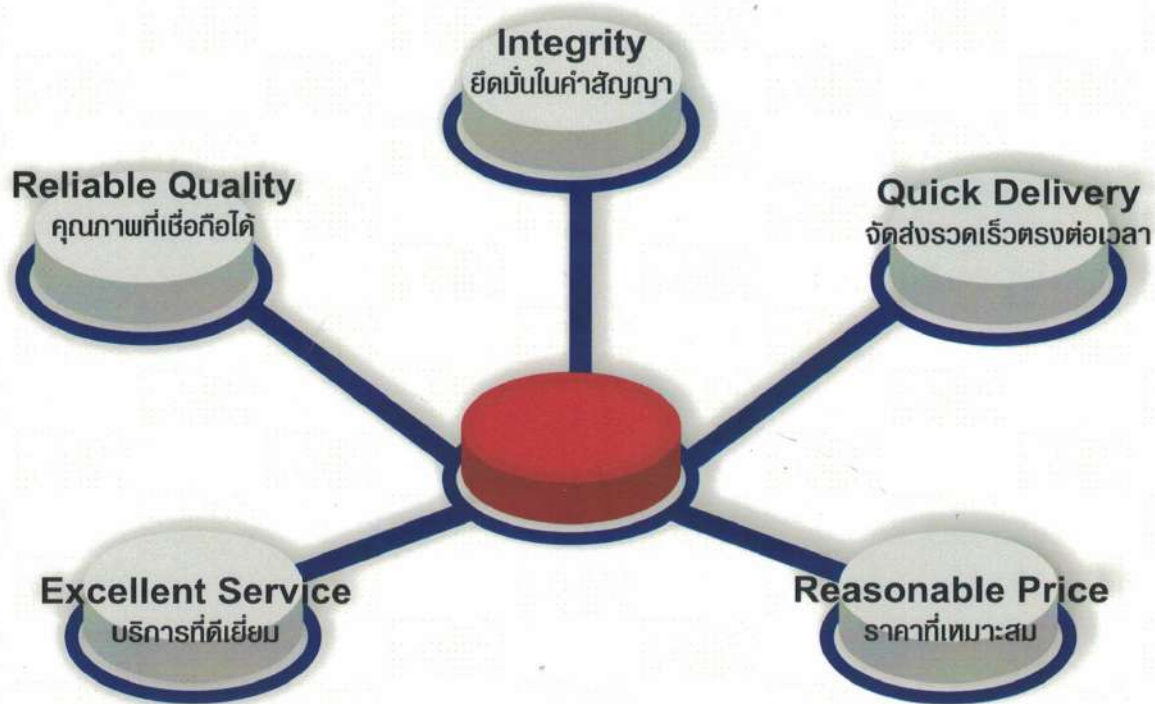 Integrity
ยึดมั่นในคำสัญญา
Reliable Quality
คุณภาพที่เชื่อถือได้
Quick Delivery
จัดส่งรวดเร็วตรงต่อเวลา
Excellent Service
บริการที่ดีเยี่ยม
Reasonable Price
ราคาที่เหมาะสม